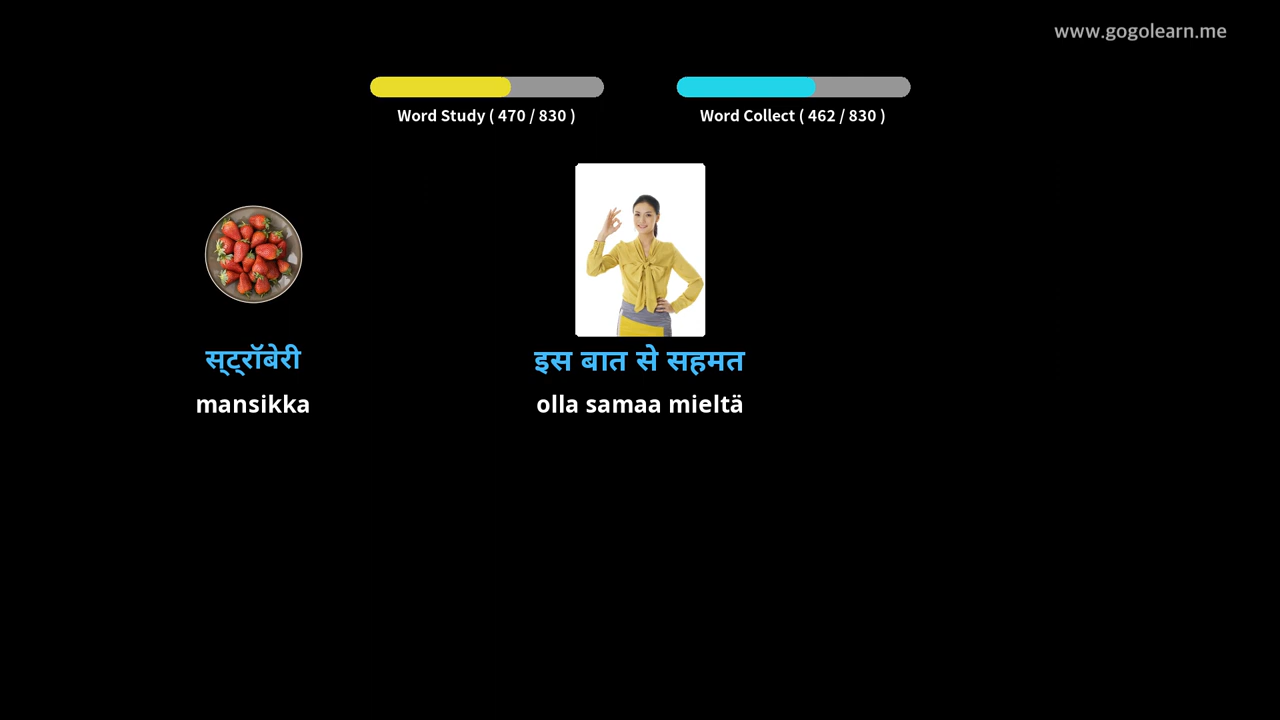 www.gogolearn.me
Word Study ( 470 / 830 )
Word Collect ( 462 / 830 )
स्ट्रॉबेरी
mansikka
इस बात से सहमत
olla samaa mieltä